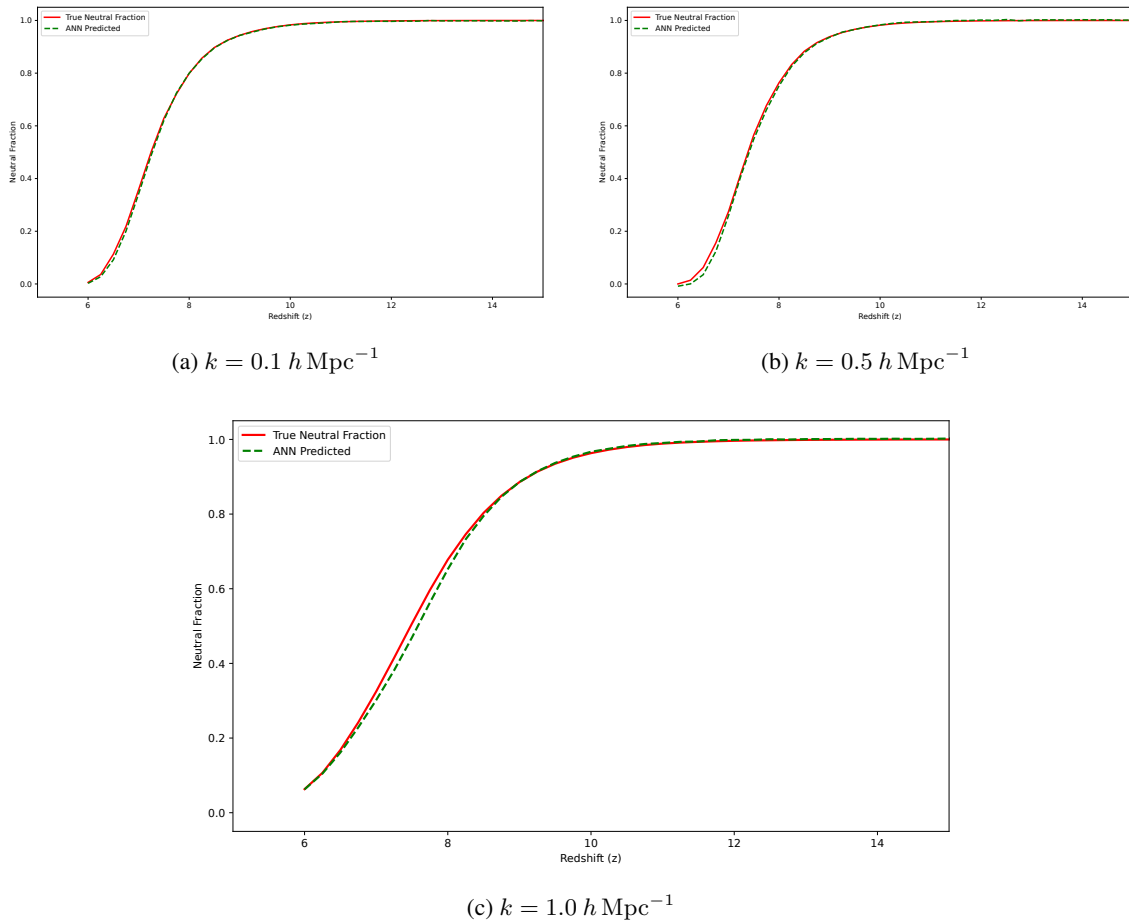 True Neutral Fraction
ANN Predicted
1.0
0.8
0.6
0.4
0.2
0.0
Neutral Fraction
6
8
10
12
14
Redshift (z)
(a) k = 0.1 h Mpc⁻¹
True Neutral Fraction
ANN Predicted
1.0
0.8
0.6
0.4
0.2
0.0
Neutral Fraction
6
8
10
12
14
Redshift (z)
(b) k = 0.5 h Mpc⁻¹
True Neutral Fraction
ANN Predicted
1.0
0.8
0.6
0.4
0.2
0.0
Neutral Fraction
6
8
10
12
14
Redshift (z)
(c) k = 1.0 h Mpc⁻¹